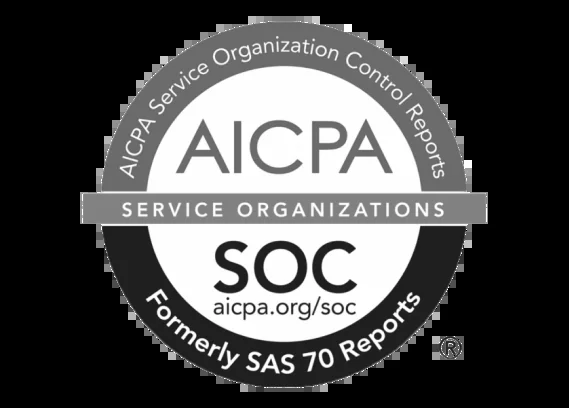 AICPA Service Organization Control Reports
AICPA
SERVICE ORGANIZATIONS
SOC
aicpa.org/soc
Formerly SAS 70 Reports
®